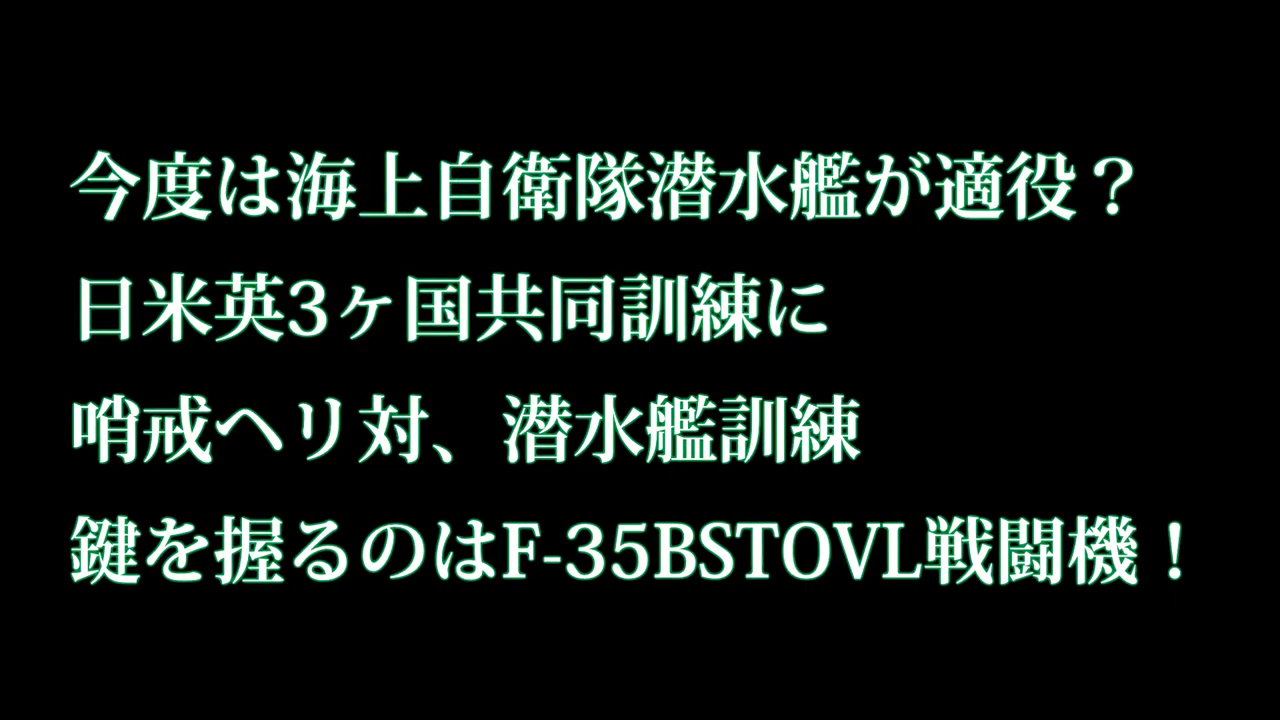 今度は海上自衛隊潜水艦が適役？
日米英3ヶ国共同訓練に
哨戒ヘリ対、潜水艦訓練
鍵を握るのはF-35BSTOVL戦闘機！